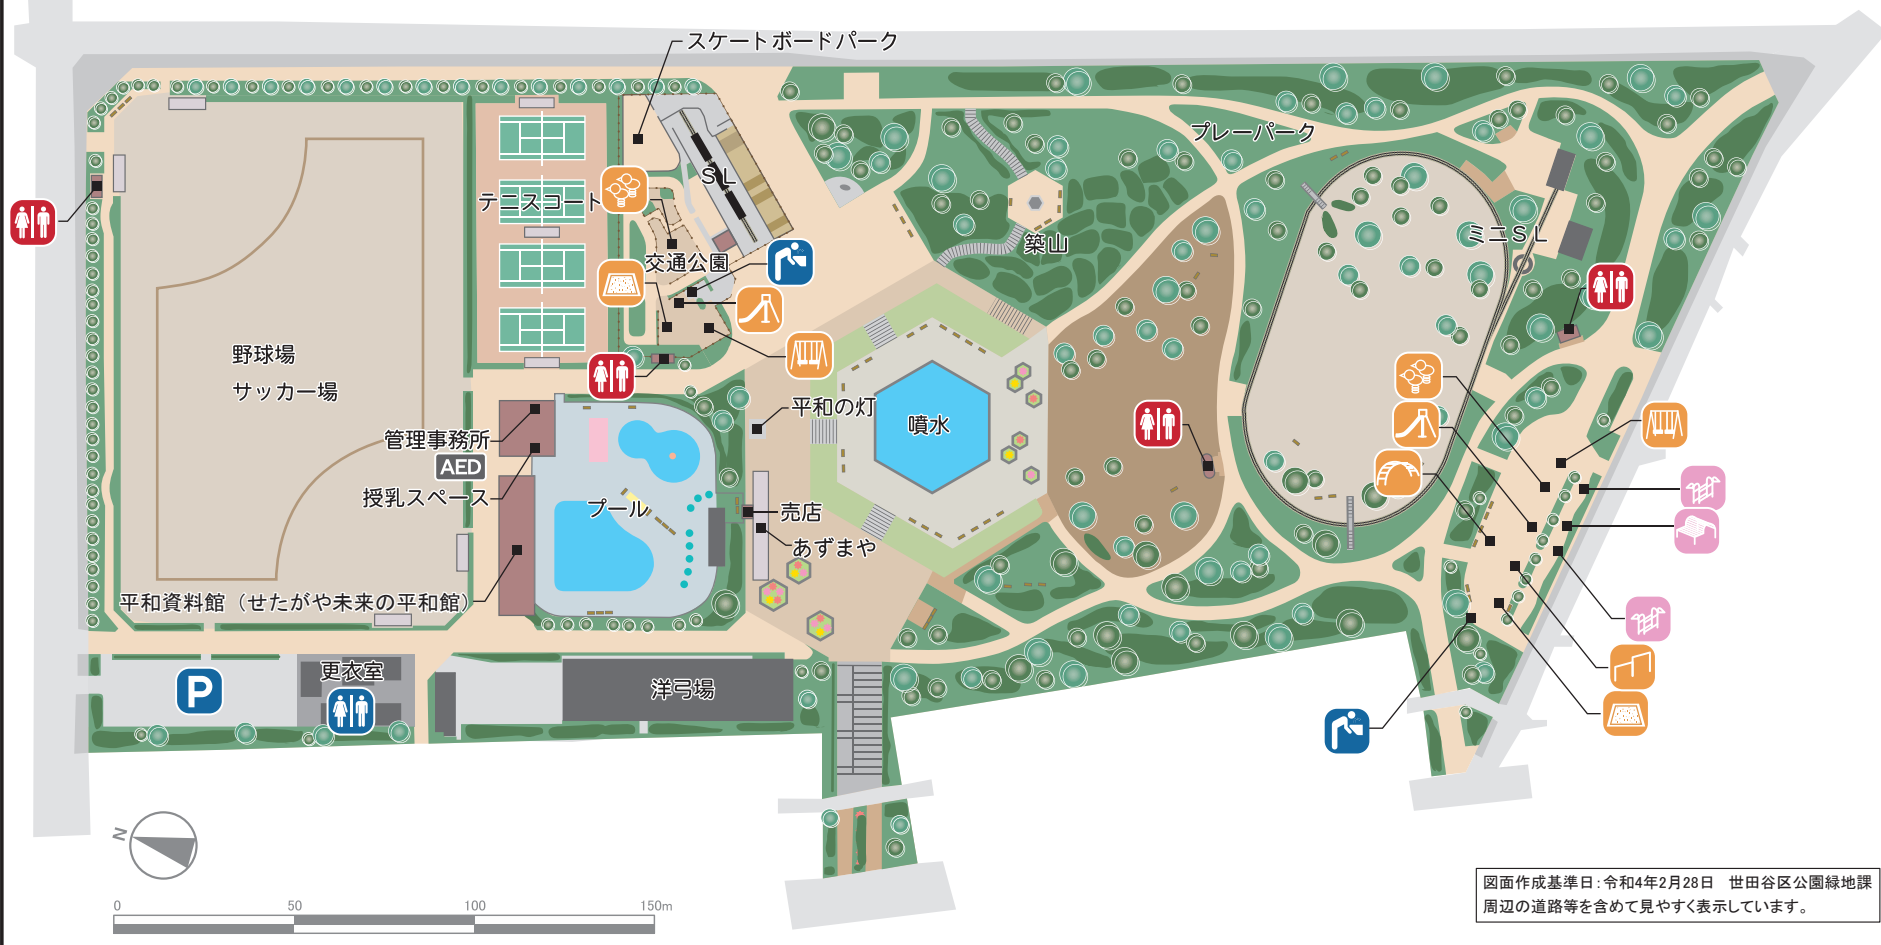 スケートボードパーク
プレーパーク
SL
テニスコート
築山
ミニSL
交通公園
野球場
サッカー場
平和の灯
噴水
管理事務所
AED
授乳スペース
プール
売店
あずまや
平和資料館（せたがや未来の平和館）
更衣室
P
洋弓場
N
0 50 100 150m
図面作成基準日：令和4年2月28日　世田谷区公園緑地課
周辺の道路等を含めて見やすく表示しています。